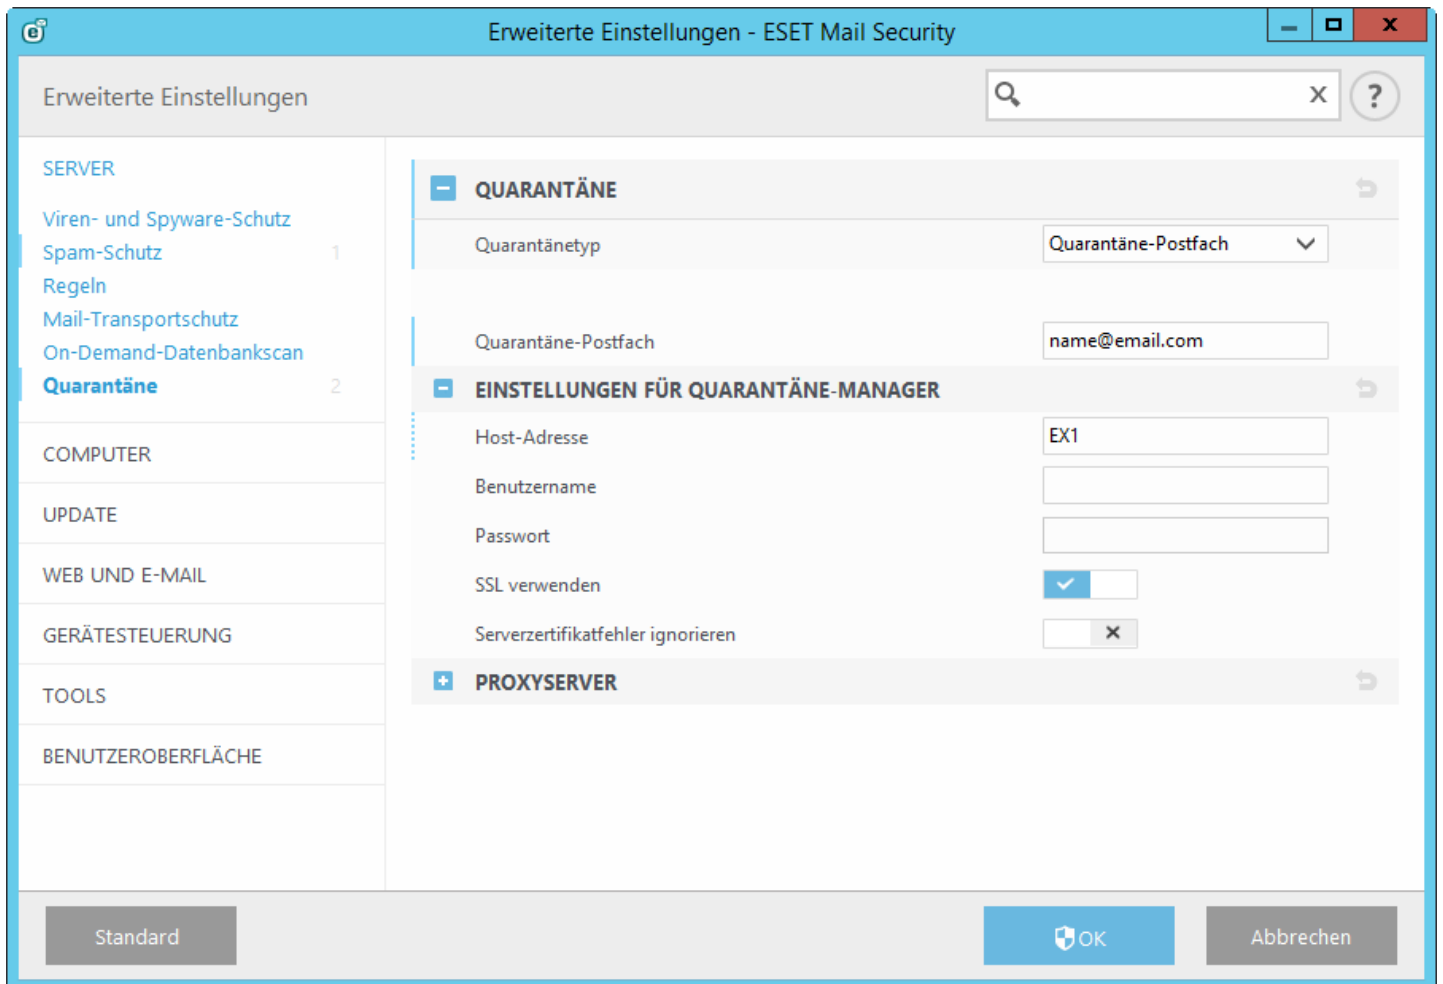 Erweiterte Einstellungen - ESET Mail Security
Erweiterte Einstellungen
SERVER
Viren- und Spyware-Schutz
Spam-Schutz 1
Regeln
Mail-Transportschutz
On-Demand-Datenbankscan
Quarantäne 2
COMPUTER
UPDATE
WEB UND E-MAIL
GERÄTESTEUERUNG
TOOLS
BENUTZEROBERFLÄCHE
QUARANTÄNE
Quarantänetyp Quarantäne-Postfach
Quarantäne-Postfach name@email.com
EINSTELLUNGEN FÜR QUARANTÄNE-MANAGER
Host-Adresse EX1
Benutzername
Passwort
SSL verwenden
Serverzertifikatfehler ignorieren
PROXYSERVER
Standard
OK
Abbrechen